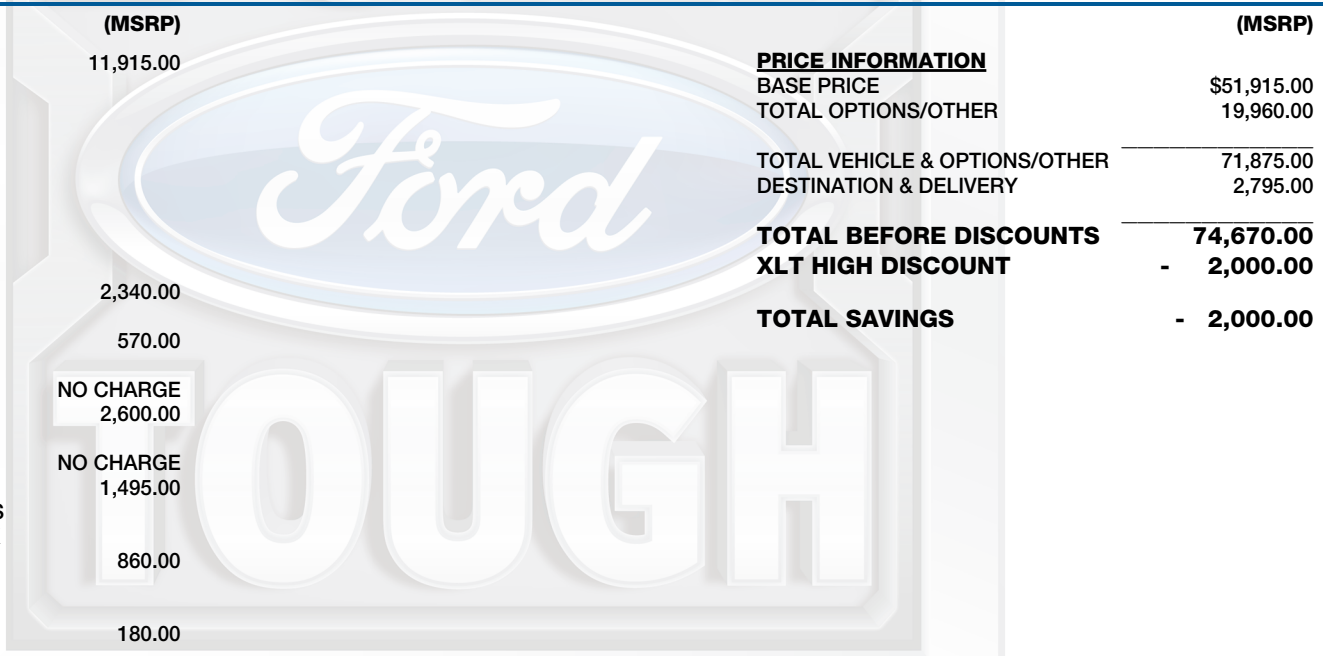 (MSRP)
11,915.00
2,340.00
570.00
NO CHARGE
2,600.00
NO CHARGE
1,495.00
S
860.00
180.00
(MSRP)
PRICE INFORMATION
BASE PRICE $51,915.00
TOTAL OPTIONS/OTHER 19,960.00
TOTAL VEHICLE & OPTIONS/OTHER 71,875.00
DESTINATION & DELIVERY 2,795.00
TOTAL BEFORE DISCOUNTS 74,670.00
XLT HIGH DISCOUNT - 2,000.00
TOTAL SAVINGS - 2,000.00
Ford
TOUGH